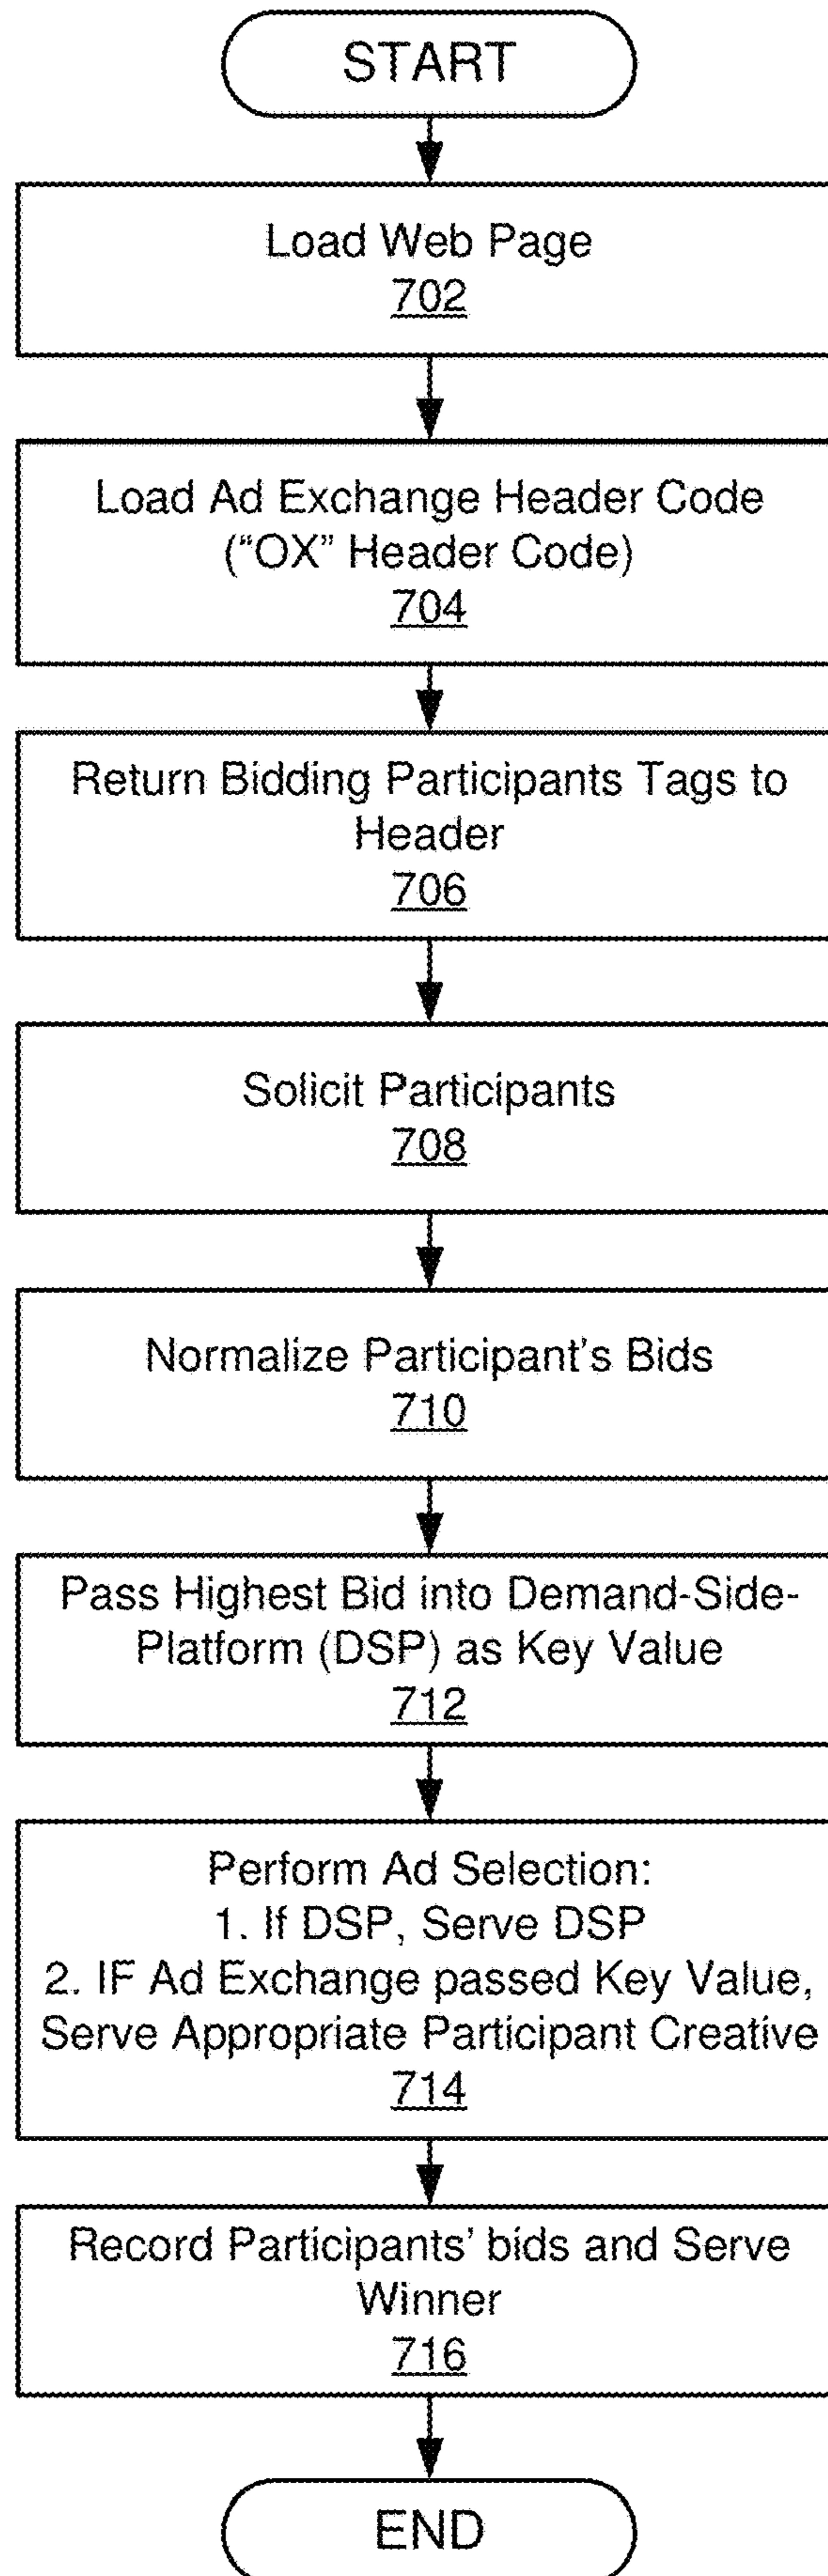 START
Load Web Page
702
Load Ad Exchange Header Code
(“OX” Header Code)
704
Return Bidding Participants Tags to
Header
706
Solicit Participants
708
Normalize Participant's Bids
710
Pass Highest Bid into Demand-Side-
Platform (DSP) as Key Value
712
Perform Ad Selection:
1. If DSP, Serve DSP
2. IF Ad Exchange passed Key Value,
Serve Appropriate Participant Creative
714
Record Participants' bids and Serve
Winner
716
END